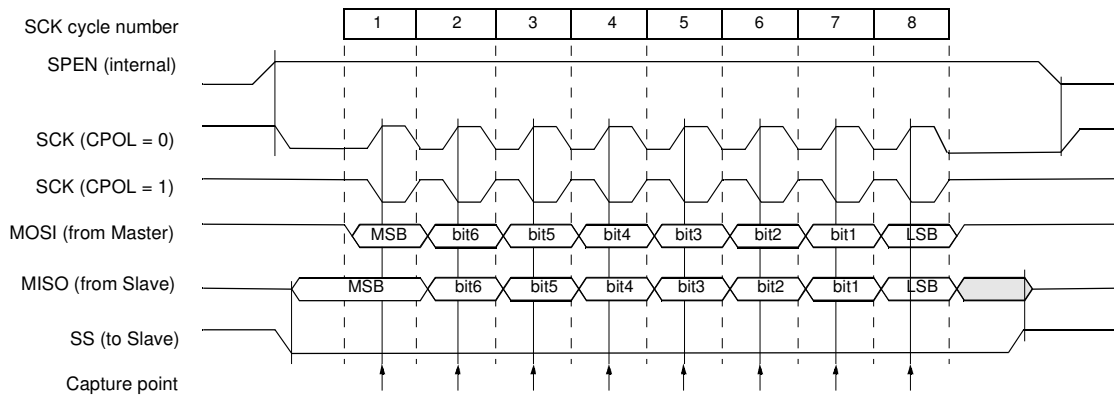 SCK cycle number 1 2 3 4 5 6 7 8
SPEN (internal)
SCK (CPOL = 0)
SCK (CPOL = 1)
MOSI (from Master) MSB bit6 bit5 bit4 bit3 bit2 bit1 LSB
MISO (from Slave) MSB bit6 bit5 bit4 bit3 bit2 bit1 LSB
SS (to Slave)
Capture point